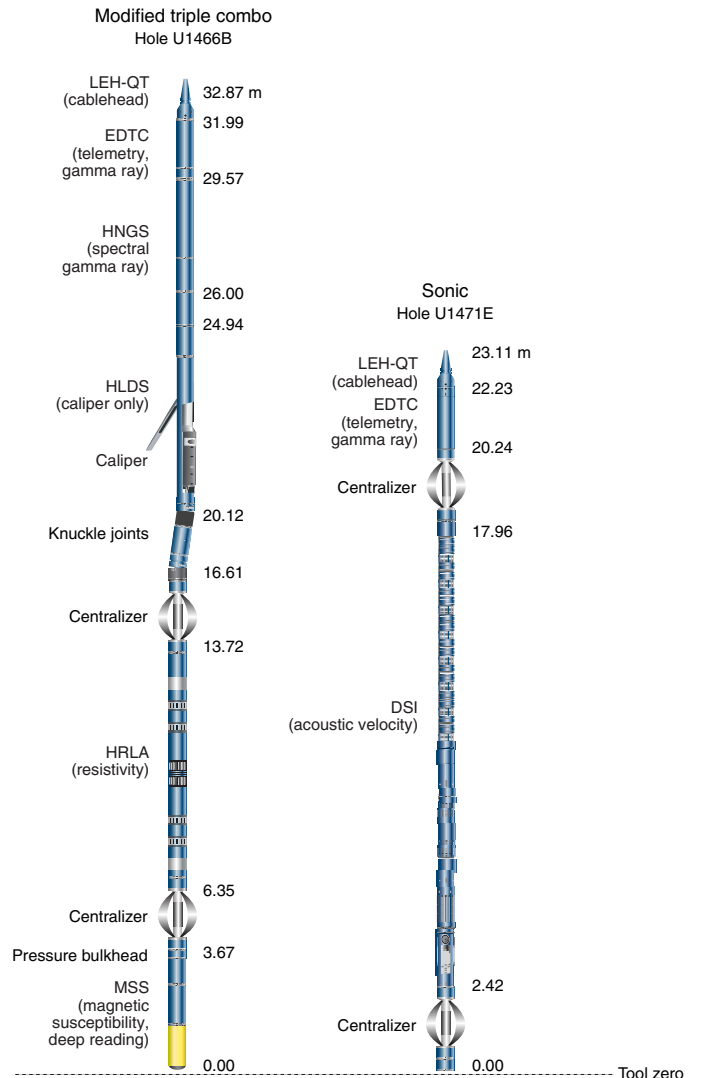 Modified triple combo
Hole U1466B
LEH-QT
(cablehead)
32.87 m
31.99
EDTC
(telemetry,
gamma ray)
29.57
HNGS
(spectral
gamma ray)
26.00
24.94
HLDS
(caliper only)
Caliper
20.12
Knuckle joints
16.61
Centralizer
13.72
HRLA
(resistivity)
6.35
Centralizer
Pressure bulkhead
3.67
MSS
(magnetic
susceptibility,
deep reading)
0.00
Sonic
Hole U1471E
23.11 m
LEH-QT
(cablehead)
22.23
EDTC
(telemetry,
gamma ray)
20.24
Centralizer
17.96
DSI
(acoustic velocity)
2.42
Centralizer
0.00
Tool zero